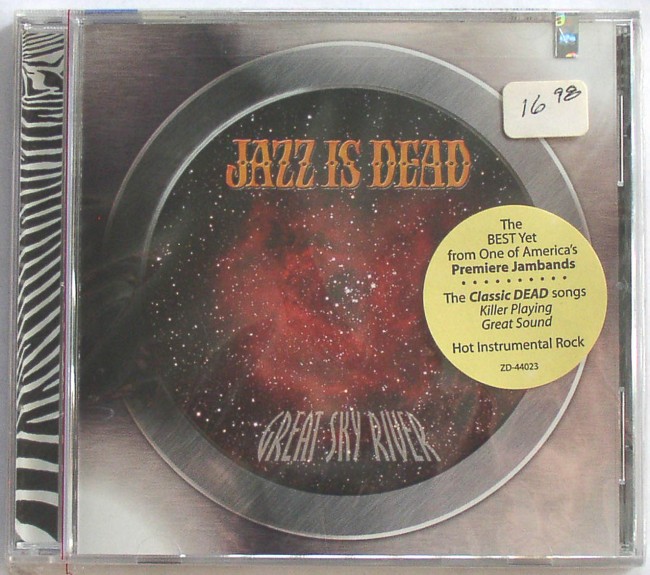 16 98
JAZZ IS DEAD
The
BEST Yet
from One of America's
Premiere Jambands
The Classic DEAD songs
Killer Playing
Great Sound
Hot Instrumental Rock
ZD-44023
GREAT SKY RIVER